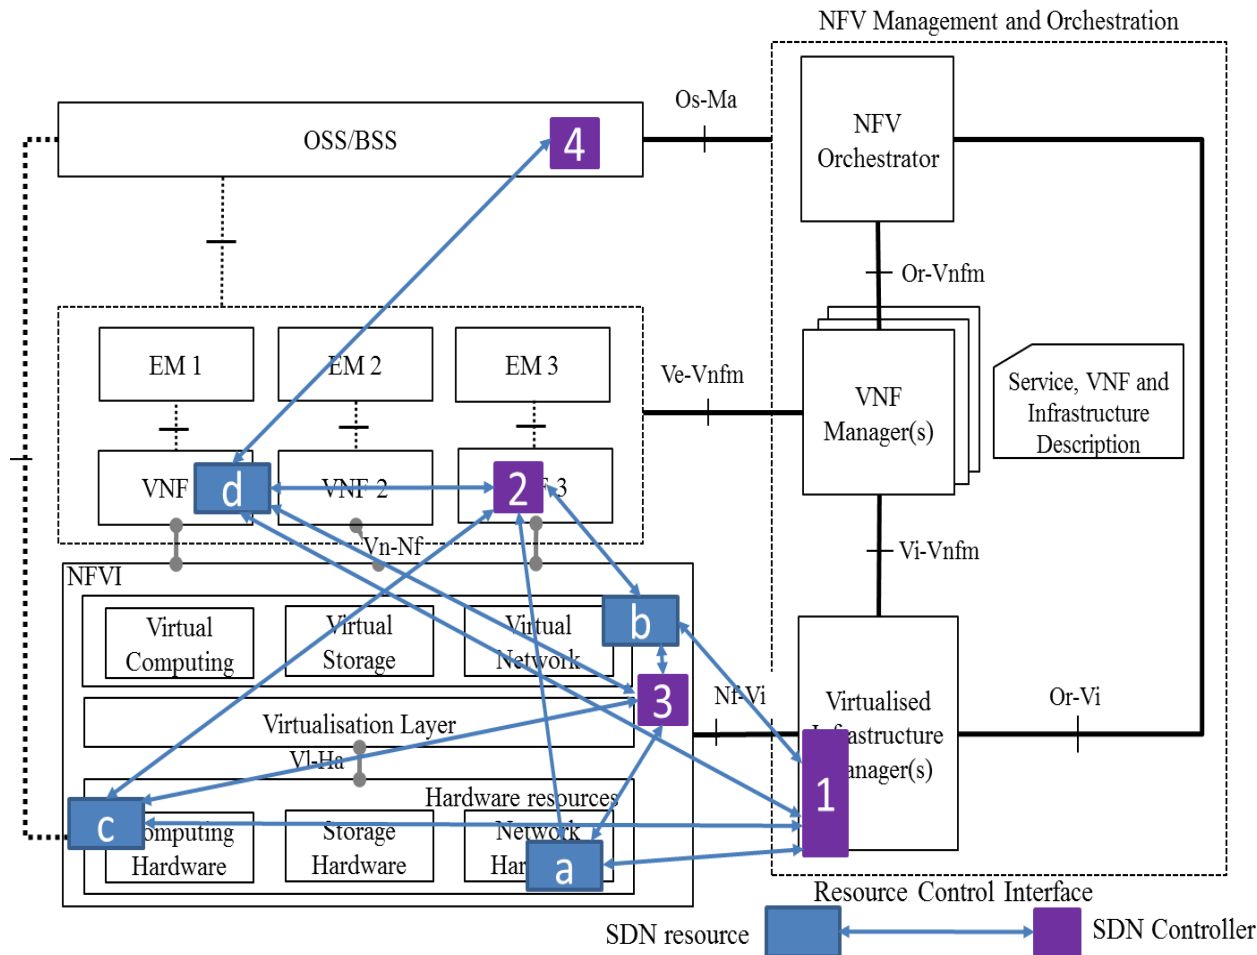 NFV Management and Orchestration
Os-Ma
OSS/BSS
4
NFV
Orchestrator
Or-Vnfm
EM 1
EM 2
EM 3
Ve-Vnfm
VNF
Manager(s)
Service, VNF and
Infrastructure
Description
VNF
d
VNF 2
2
3
Vn-Nf
Vi-Vnfm
NFVI
Virtual
Computing
Virtual
Storage
Virtual
Network
b
3
Nf-Vi
Virtualised
Manager(s)
1
Or-Vi
Virtualisation Layer
Vl-Ha
Hardware resources
c
Computing
Hardware
Storage
Hardware
Network
a
Resource Control Interface
SDN resource
SDN Controller